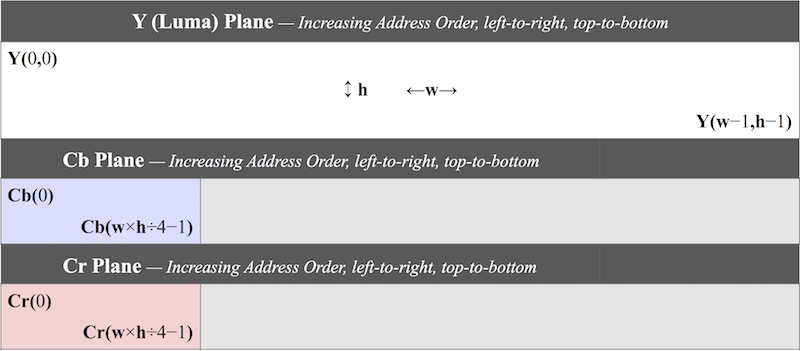 Y (Luma) Plane — Increasing Address Order, left-to-right, top-to-bottom
Y(0,0)
↕ h ←w→
Y(w−1,h−1)
Cb Plane — Increasing Address Order, left-to-right, top-to-bottom
Cb(0)
Cb(w×h÷4−1)
Cr Plane — Increasing Address Order, left-to-right, top-to-bottom
Cr(0)
Cr(w×h÷4−1)